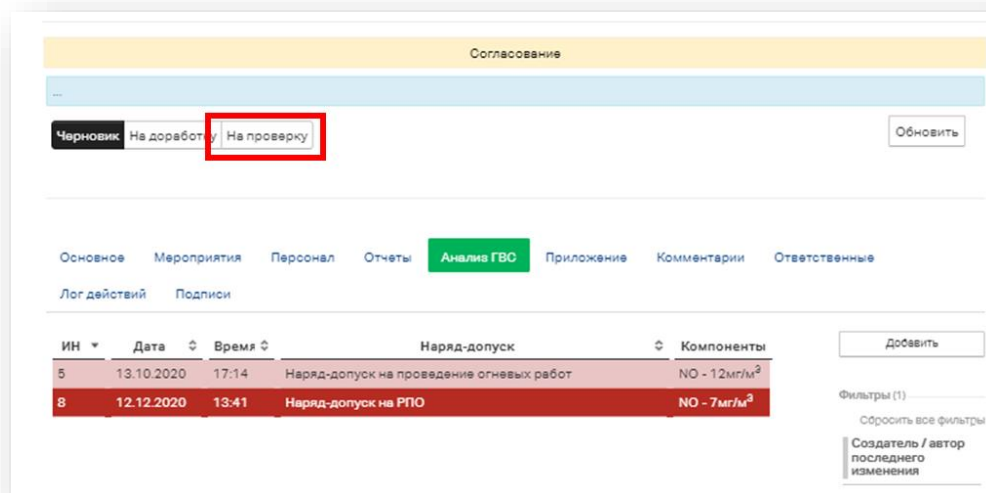 Согласование
...
Черновик На доработку На проверку
Обновить
Основное Мероприятия Персонал Отчеты Анализ ГВС Приложение Комментарии Ответственные
Лог действий Подписи
ИН Дата Время Наряд-допуск Компоненты
5 13.10.2020 17:14 Наряд-допуск на проведение огневых работ NO - 12мг/м³
8 12.12.2020 13:41 Наряд-допуск на РПО NO - 7мг/м³
Добавить
Фильтры (1)
Сбросить все фильтры
Создатель / автор
последнего
изменения